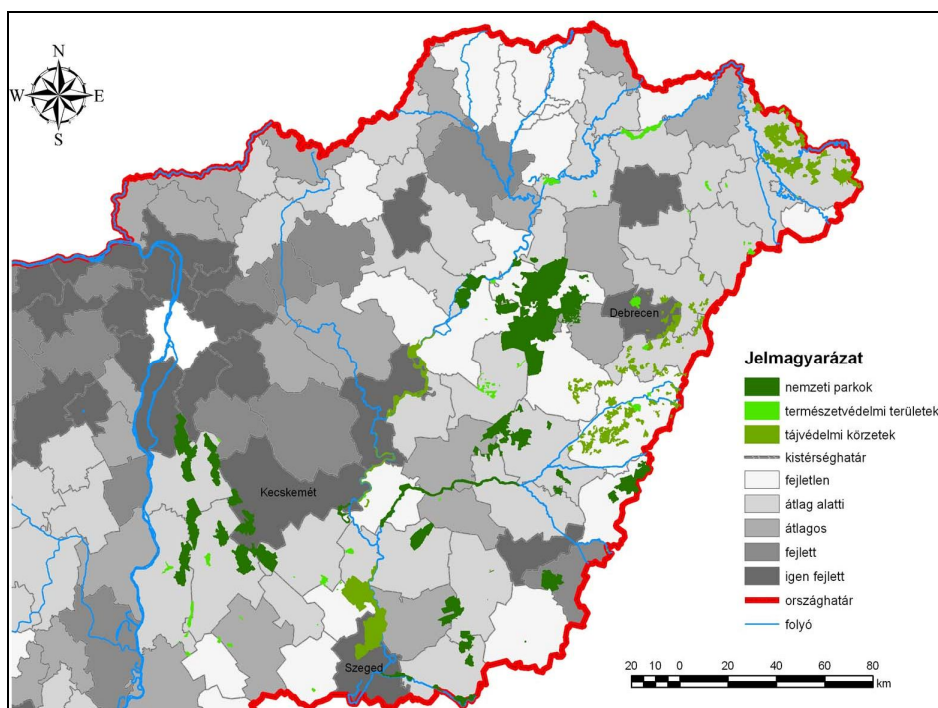 N
W E
S
Debrecen
Kecskemét
Szeged
Jelmagyarázat
nemzeti parkok
természetvédelmi területek
tájvédelmi körzetek
kistérséghatár
fejletlen
átlag alatti
átlagos
fejlett
igen fejlett
országhatár
folyó
20 10 0 20 40 60 80
km